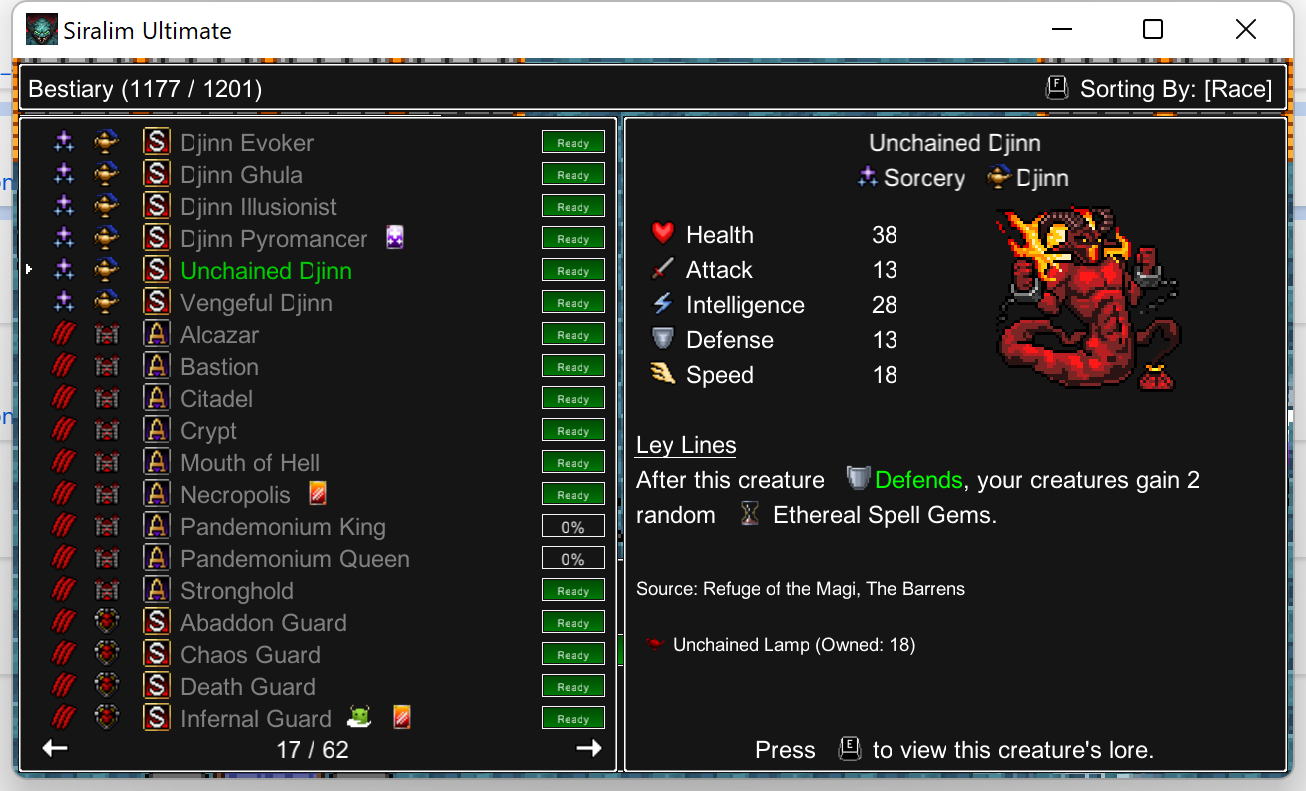 Siralim Ultimate
Bestiary (1177 / 1201)
F Sorting By: [Race]
S Djinn Evoker Ready
S Djinn Ghula Ready
S Djinn Illusionist Ready
S Djinn Pyromancer Ready
S Unchained Djinn Ready
S Vengeful Djinn Ready
A Alcazar Ready
A Bastion Ready
A Citadel Ready
A Crypt Ready
A Mouth of Hell Ready
A Necropolis Ready
A Pandemonium King 0%
A Pandemonium Queen 0%
A Stronghold Ready
S Abaddon Guard Ready
S Chaos Guard Ready
S Death Guard Ready
S Infernal Guard Ready
17 / 62
Unchained Djinn
Sorcery Djinn
Health 38
Attack 13
Intelligence 28
Defense 13
Speed 18
Ley Lines
After this creature Defends, your creatures gain 2
random Ethereal Spell Gems.
Source: Refuge of the Magi, The Barrens
Unchained Lamp (Owned: 18)
Press E to view this creature's lore.